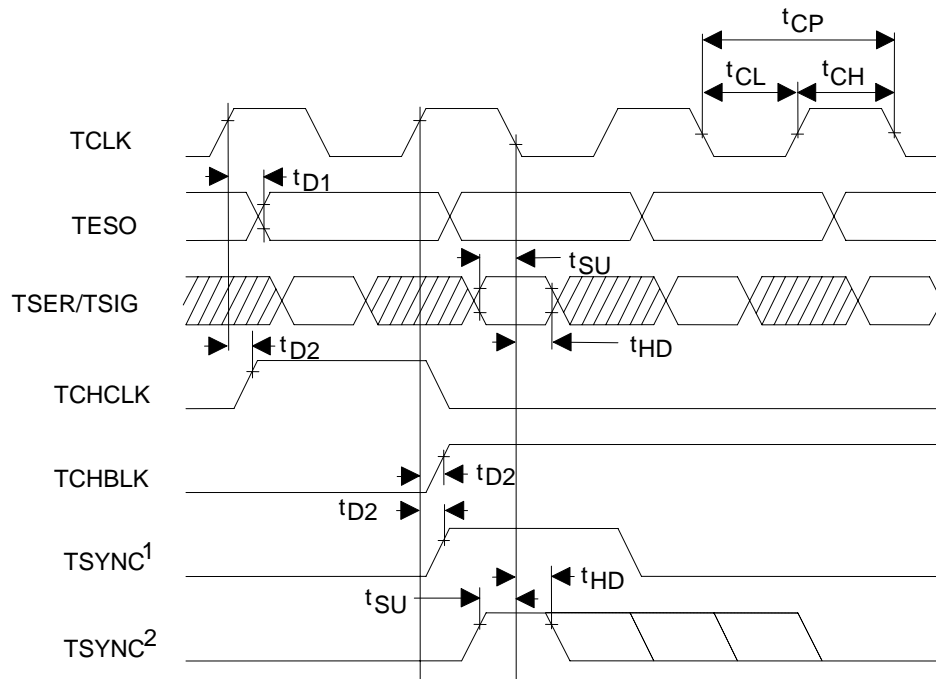 tCP
tCL tCH
TCLK
tD1
TESO
tSU
TSER/TSIG
tD2 tHD
TCHCLK
TCHBLK tD2
tD2
TSYNC1
tHD
tSU
TSYNC2